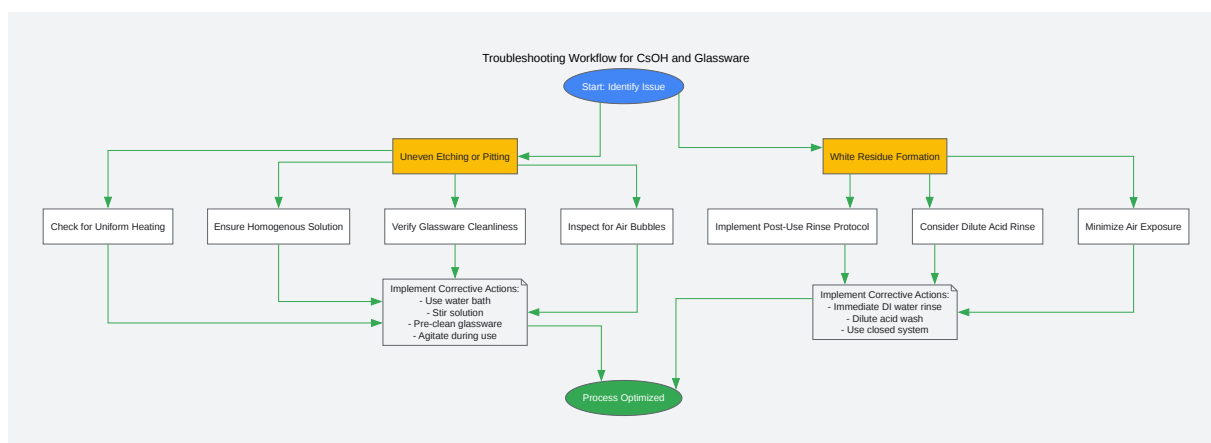 Troubleshooting Workflow for CsOH and Glassware
Start: Identify Issue
Uneven Etching or Pitting
White Residue Formation
Check for Uniform Heating
Ensure Homogenous Solution
Verify Glassware Cleanliness
Inspect for Air Bubbles
Implement Post-Use Rinse Protocol
Consider Dilute Acid Rinse
Minimize Air Exposure
Implement Corrective Actions:
- Use water bath
- Stir solution
- Pre-clean glassware
- Agitate during use
Implement Corrective Actions:
- Immediate DI water rinse
- Dilute acid wash
- Use closed system
Process Optimized